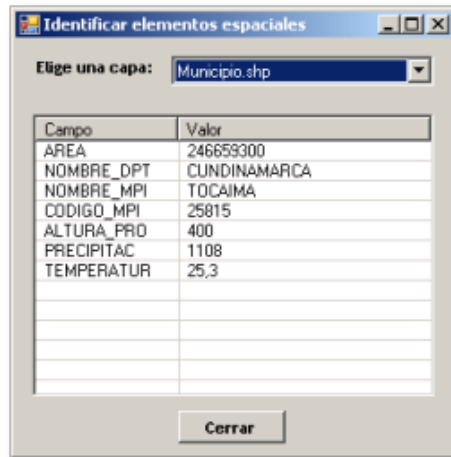 Identificar elementos espaciales
Elige una capa: Municipio.shp
Campo Valor
AREA 246659300
NOMBRE_DPT CUNDINAMARCA
NOMBRE_MPI TOCAIMA
CODIGO_MPI 25815
ALTURA_PRO 400
PRECIPITAC 1108
TEMPERATUR 25,3
Cerrar